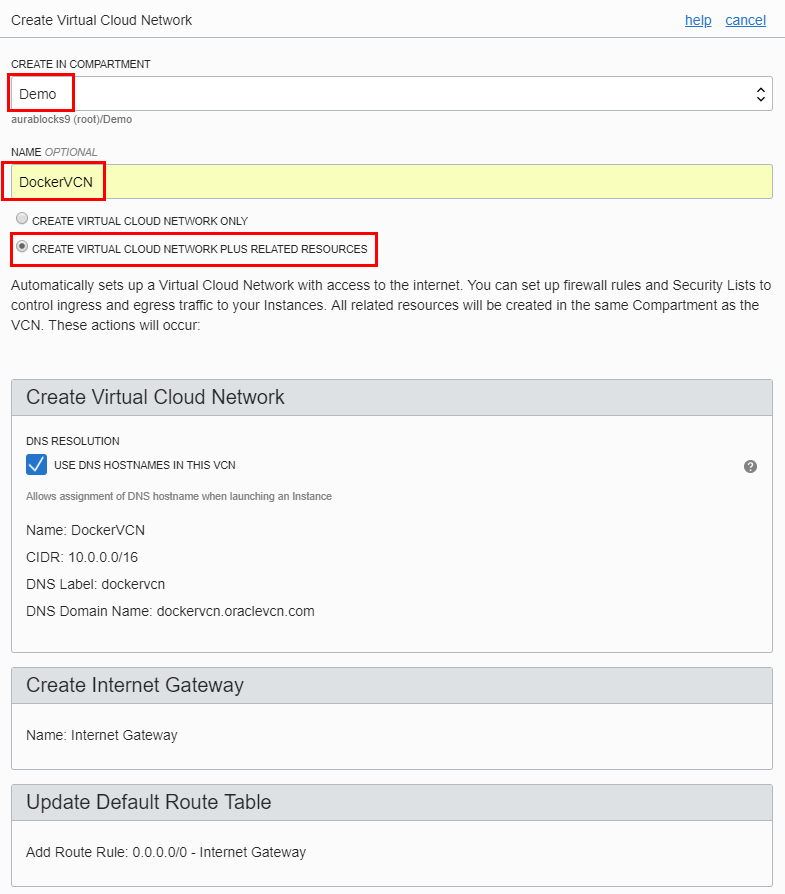 Create Virtual Cloud Network help cancel
CREATE IN COMPARTMENT
Demo
aurablocks9 (root)/Demo
NAME OPTIONAL
DockerVCN
CREATE VIRTUAL CLOUD NETWORK ONLY
CREATE VIRTUAL CLOUD NETWORK PLUS RELATED RESOURCES
Automatically sets up a Virtual Cloud Network with access to the internet. You can set up firewall rules and Security Lists to
control ingress and egress traffic to your Instances. All related resources will be created in the same Compartment as the
VCN. These actions will occur:
Create Virtual Cloud Network
DNS RESOLUTION
USE DNS HOSTNAMES IN THIS VCN
?
Allows assignment of DNS hostname when launching an Instance
Name: DockerVCN
CIDR: 10.0.0.0/16
DNS Label: dockervcn
DNS Domain Name: dockervcn.oraclevcn.com
Create Internet Gateway
Name: Internet Gateway
Update Default Route Table
Add Route Rule: 0.0.0.0/0 - Internet Gateway